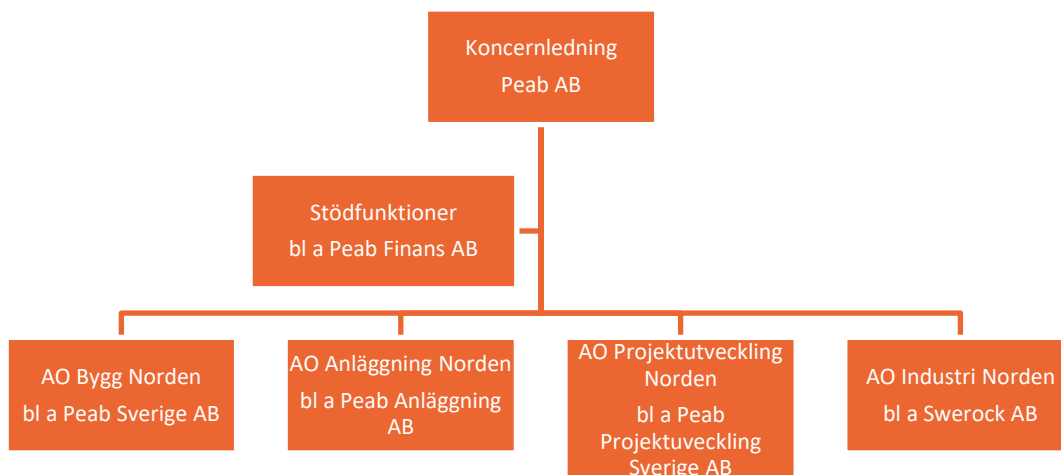 Koncernledning
Peab AB
Stödfunktioner
bl a Peab Finans AB
AO Bygg Norden
bl a Peab Sverige AB
AO Anläggning Norden
bl a Peab Anläggning
AB
AO Projektutveckling
Norden
bl a Peab
Projektuveckling
Sverige AB
AO Industri Norden
bl a Swerock AB